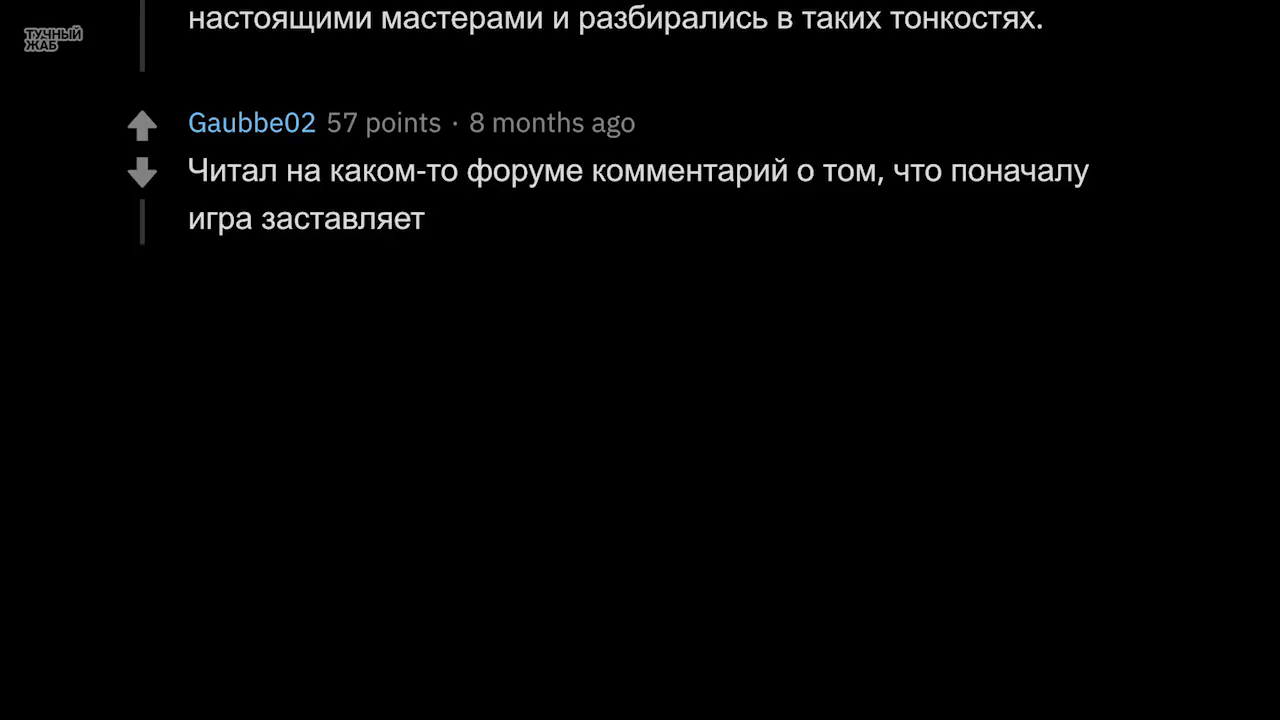 ТУЧНЫЙ
ЖАБ
настоящими мастерами и разбирались в таких тонкостях.
Gaubbe02 57 points · 8 months ago
Читал на каком-то форуме комментарий о том, что поначалу
игра заставляет